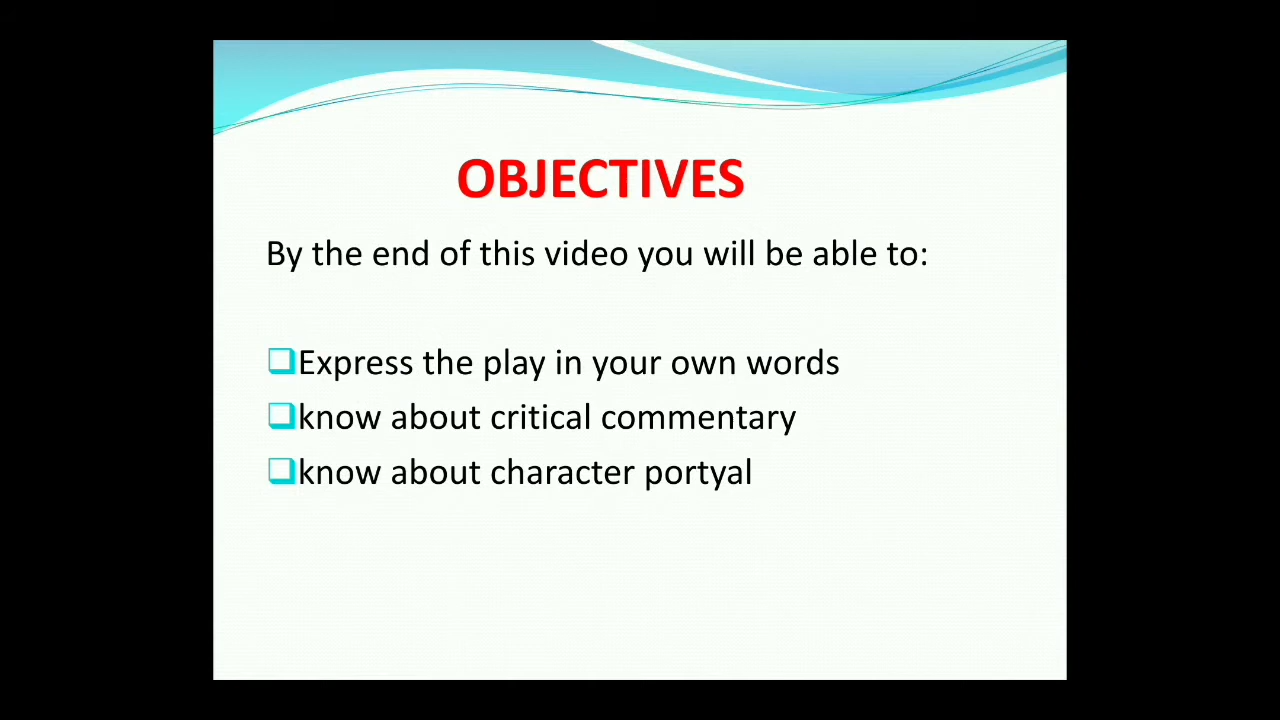 OBJECTIVES
By the end of this video you will be able to:
Express the play in your own words
know about critical commentary
know about character portyal